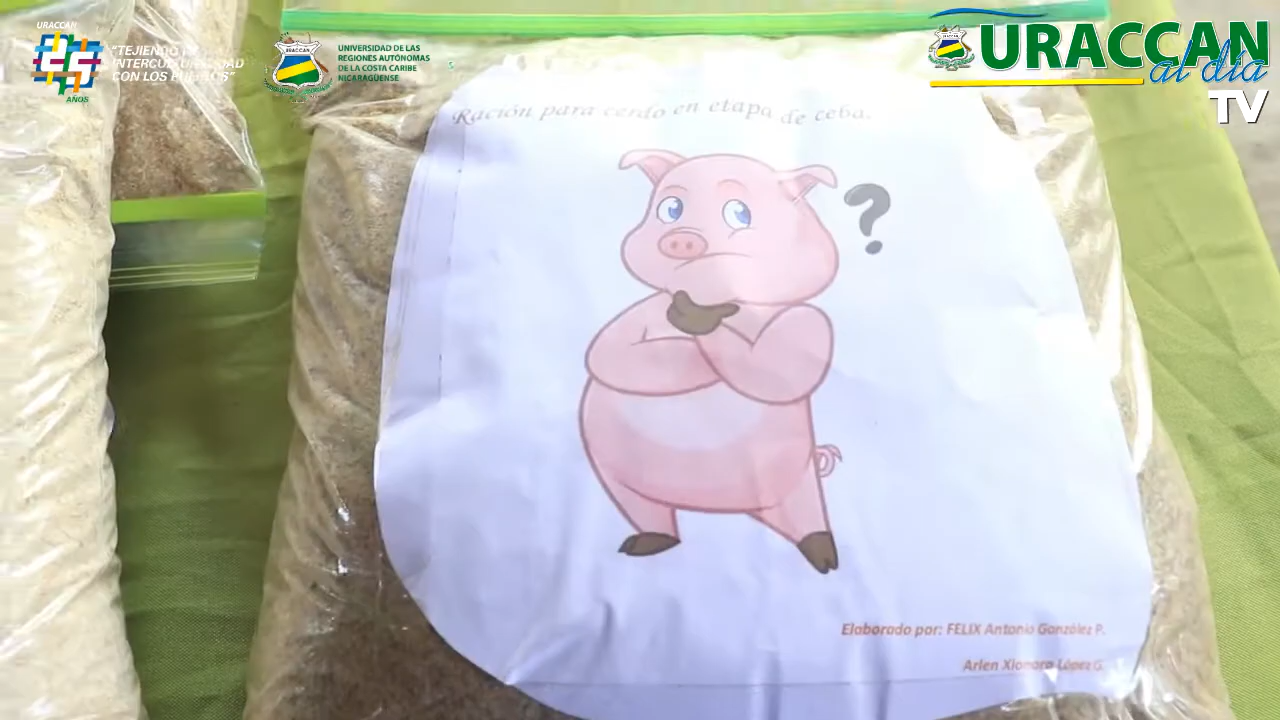 URACCAN
"TEJIENDO LA
INTERCULTURALIDAD
CON LOS PUEBLOS"
AÑOS
URACCAN
UNIVERSIDAD DE LAS
REGIONES AUTÓNOMAS
DE LA COSTA CARIBE
NICARAGÜENSE
URACCAN
al día
TV
Ración para cerdo en etapa de ceba.
?
Elaborado por: FELIX Antonio González P.
Arlen Xiomara López G.